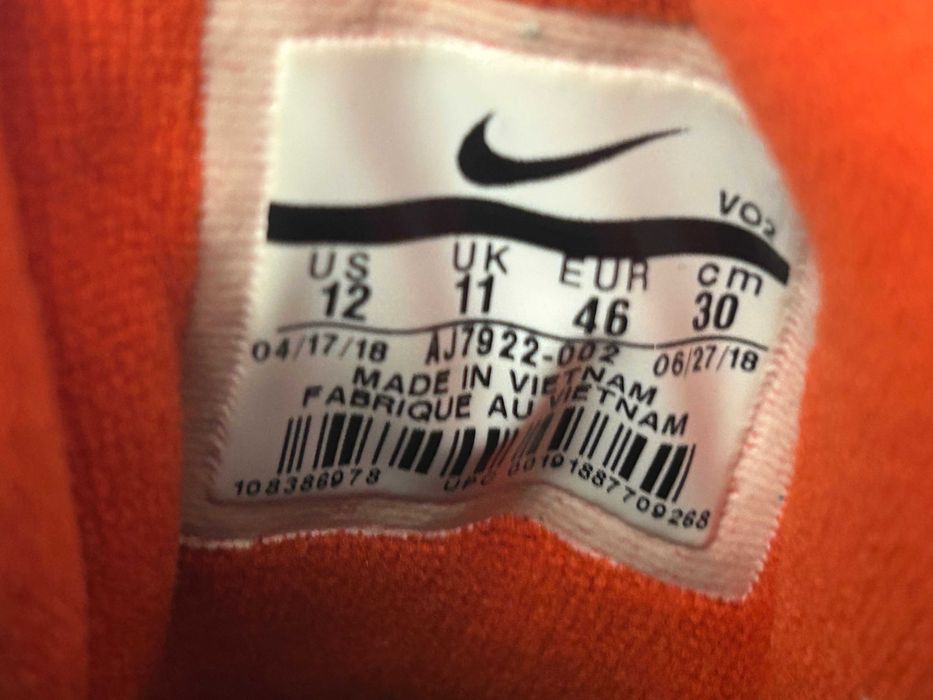 VO2
US UK EUR cm
12 11 46 30
04/17/18 AJ7922-002 06/27/18
MADE IN VIETNAM
FABRIQUE AU VIETNAM
108386978 UPC 00191887709268